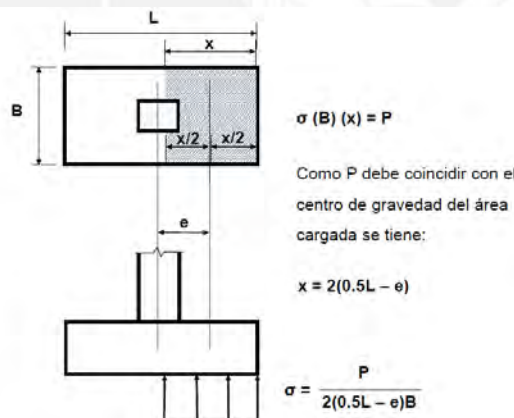 L
x
B
x/2
x/2
σ (B) (x) = P
Como P debe coincidir con el
centro de gravedad del área
cargada se tiene:
e
x = 2(0.5L – e)
σ = P
2(0.5L – e)B